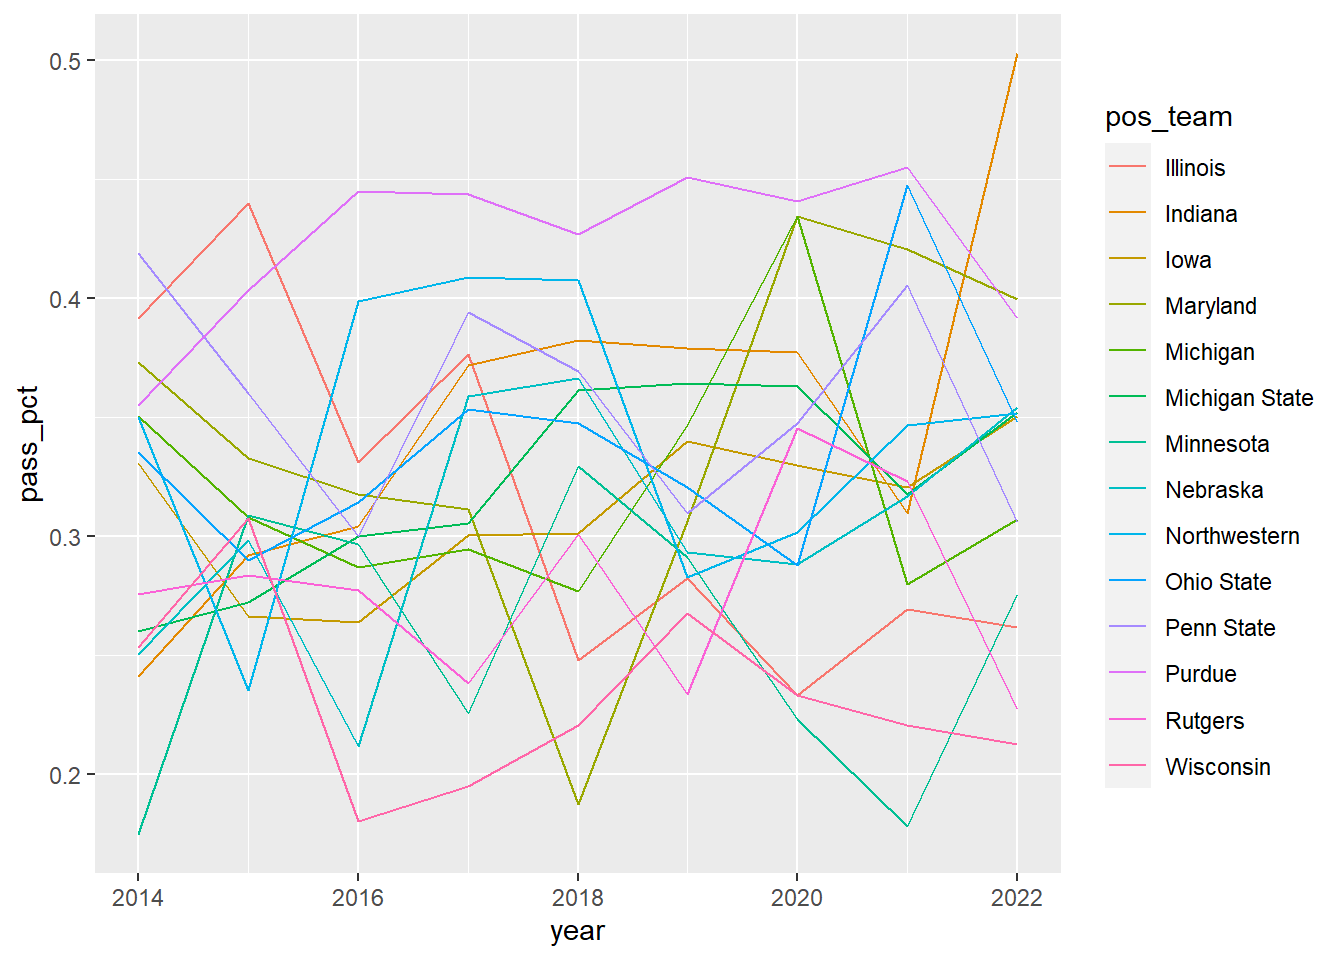 0.5
0.4
0.3
0.2
pass_pct
2014
2016
2018
2020
2022
year
pos_team
Illinois
Indiana
Iowa
Maryland
Michigan
Michigan State
Minnesota
Nebraska
Northwestern
Ohio State
Penn State
Purdue
Rutgers
Wisconsin